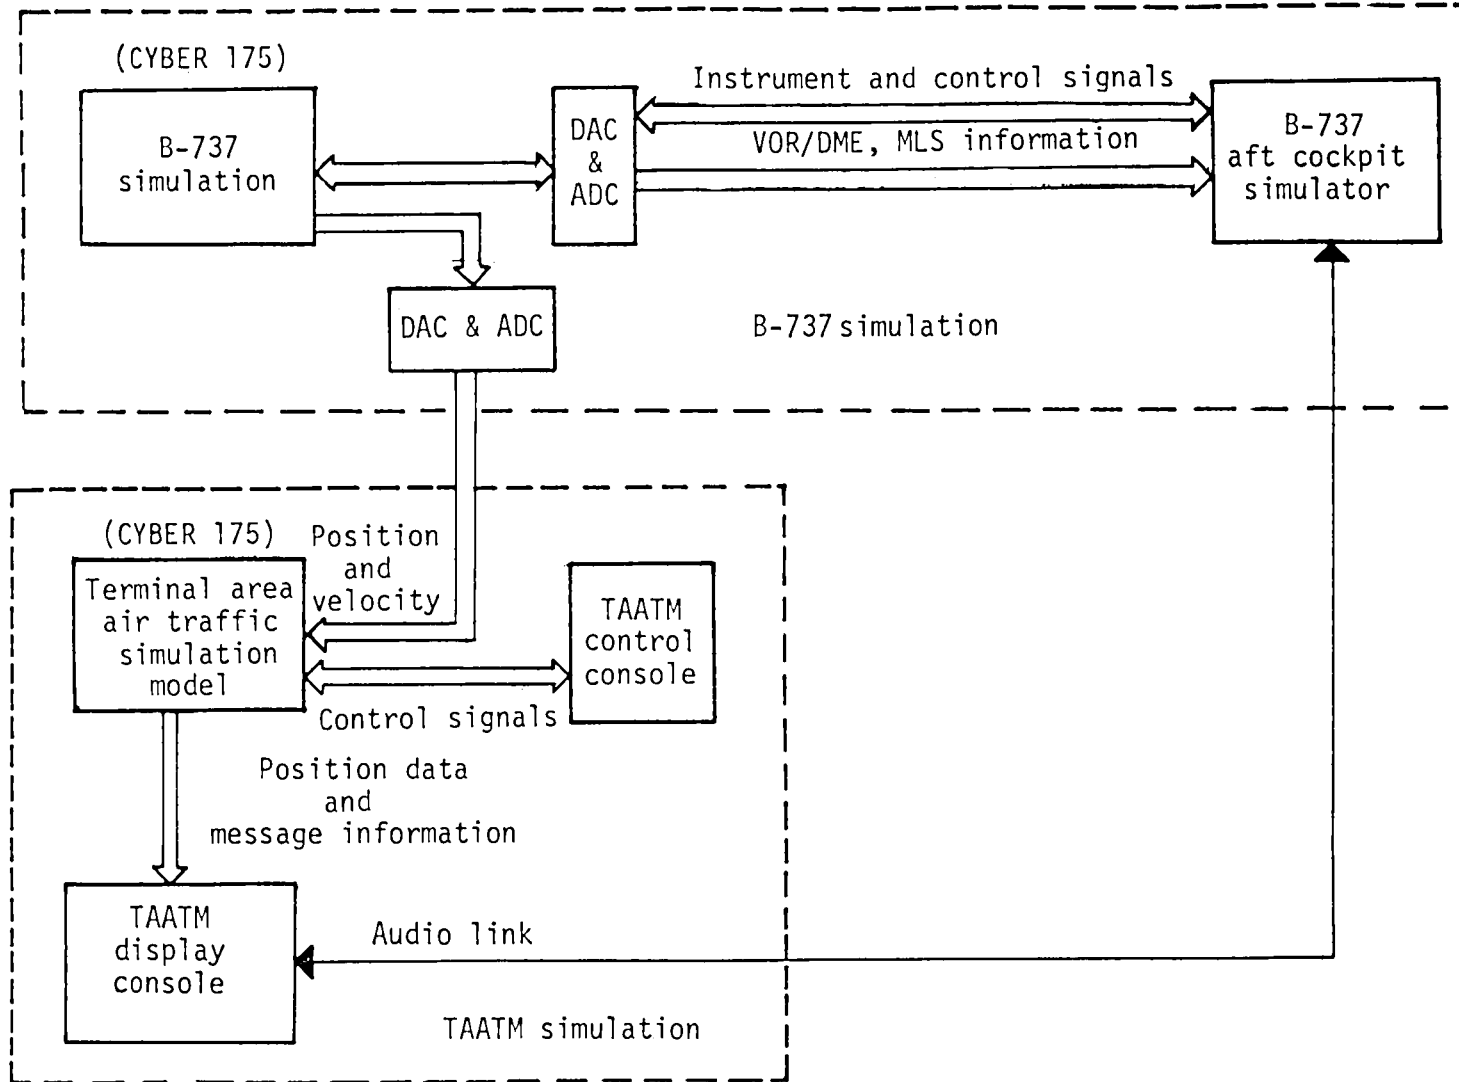 (CYBER 175)
B-737
simulation
DAC
&
ADC
Instrument and control signals
VOR/DME, MLS information
B-737
aft cockpit
simulator
DAC & ADC
B-737 simulation
(CYBER 175)
Terminal area
air traffic
simulation
model
Position
and
velocity
TAATM
control
console
Control signals
Position data
and
message information
TAATM
display
console
Audio link
TAATM simulation